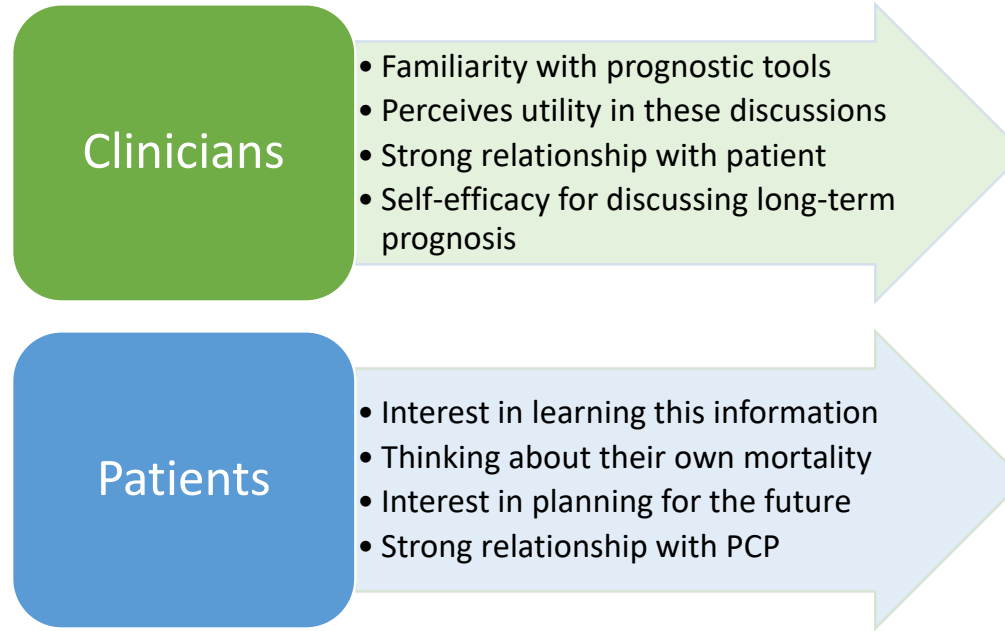 Clinicians
• Familiarity with prognostic tools
• Perceives utility in these discussions
• Strong relationship with patient
• Self-efficacy for discussing long-term
prognosis
Patients
• Interest in learning this information
• Thinking about their own mortality
• Interest in planning for the future
• Strong relationship with PCP